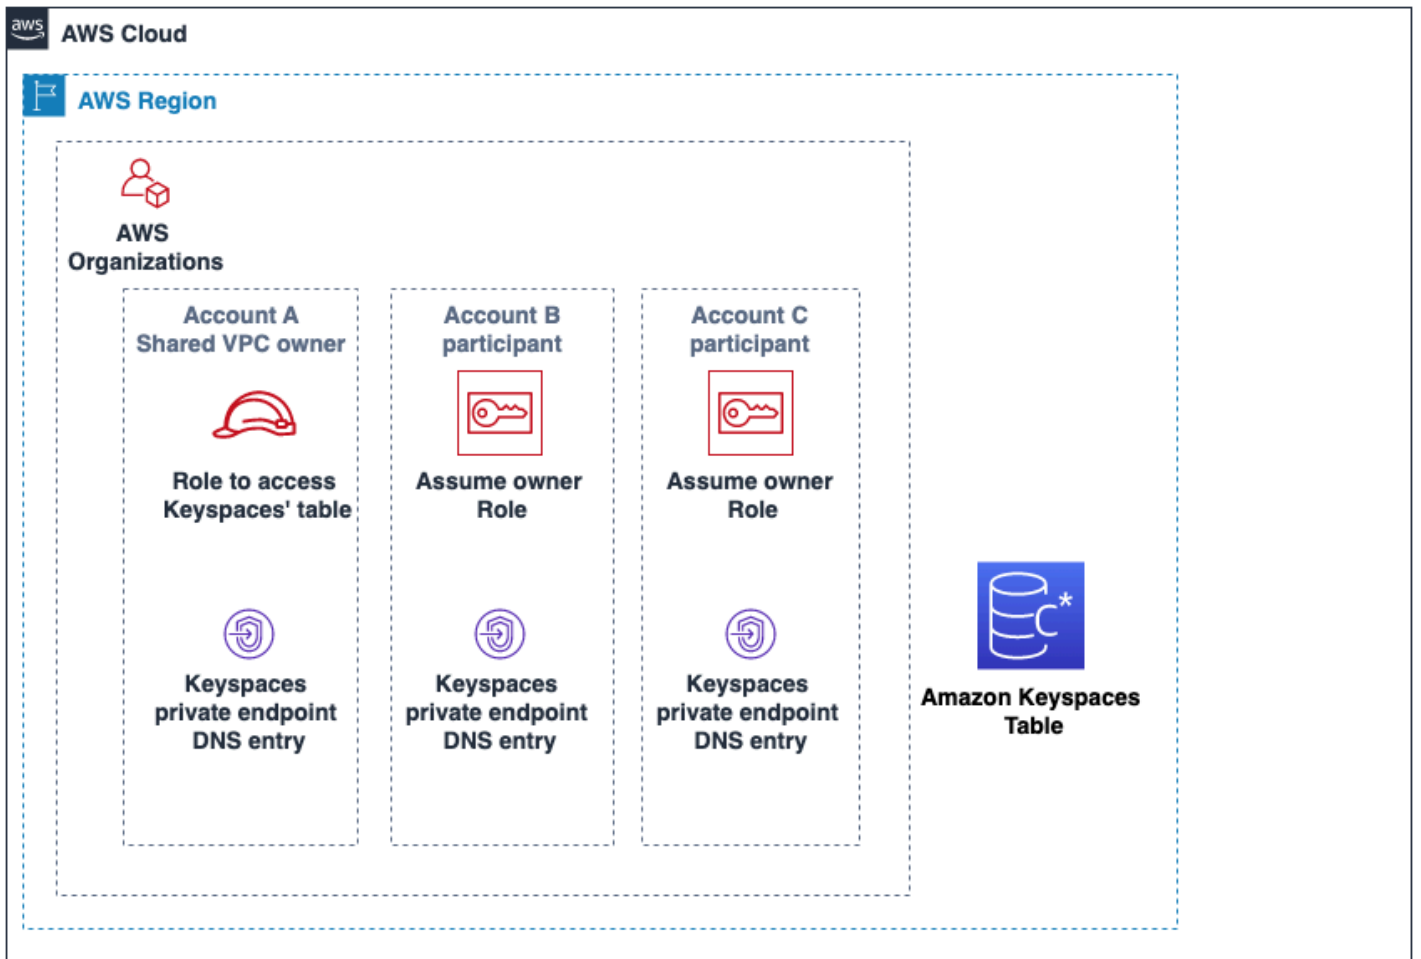 aws
AWS Cloud
AWS Region
AWS
Organizations
Account A
Shared VPC owner
Role to access
Keyspaces' table
Keyspaces
private endpoint
DNS entry
Account B
participant
Assume owner
Role
Keyspaces
private endpoint
DNS entry
Account C
participant
Assume owner
Role
Keyspaces
private endpoint
DNS entry
C*
Amazon Keyspaces
Table